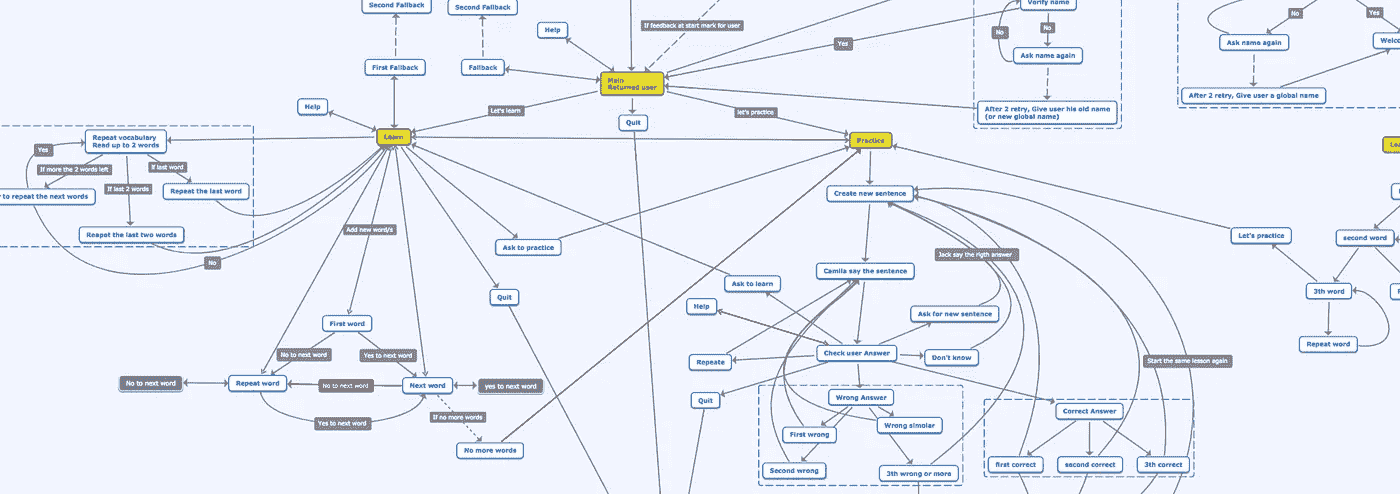 Second Fallback
Second Fallback
Verify name
If feedback at start mark for user
No
Yes
Help
No
No
Yes
Ask name again
Ask name again
First Fallback
Fallback
Main
Returned user
After 2 retry, Give user a global name
Let's learn
let's practice
After 2 retry, Give user his old name
(or new global name)
Help
Quit
Learn
Practice
Repeat vocabulary
Read up to 2 words
Yes
If more the 2 words left
If last word
If last 2 words
Repeat the last word
to repeat the next words
Create new sentence
Add new word/s
Reapet the last two words
Ask to practice
Let's practice
second word
No
Jack say the rigth answer
Camila say the sentence
Ask to learn
3th word
Quit
Help
Ask for new sentence
First word
Repeat word
No to next word
Yes to next word
Check user Answer
Don't know
Repeate
Start the same lesson again
No to next word
Repeat word
No to next word
Next word
yes to next word
Quit
Wrong Answer
If no more words
Yes to next word
Correct Answer
Wrong similar
First wrong
No more words
Second wrong
3th wrong or more
first correct
second correct
3th correct